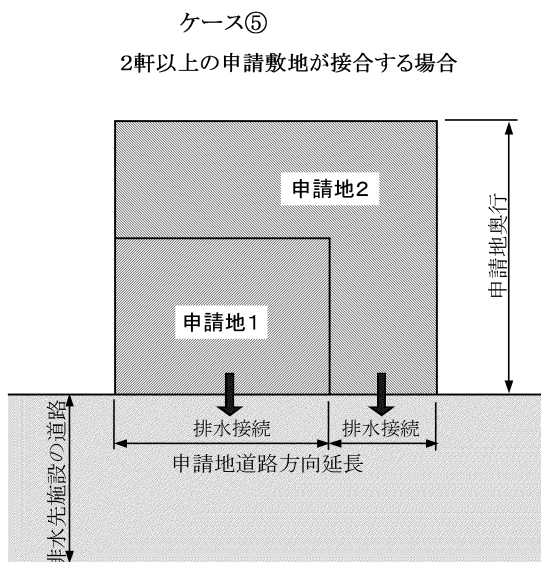 ケース⑤
2軒以上の申請敷地が接合する場合
申請地2
申請地奥行
申請地1
排水接続
排水接続
申請地道路方向延長
排水先施設の道路